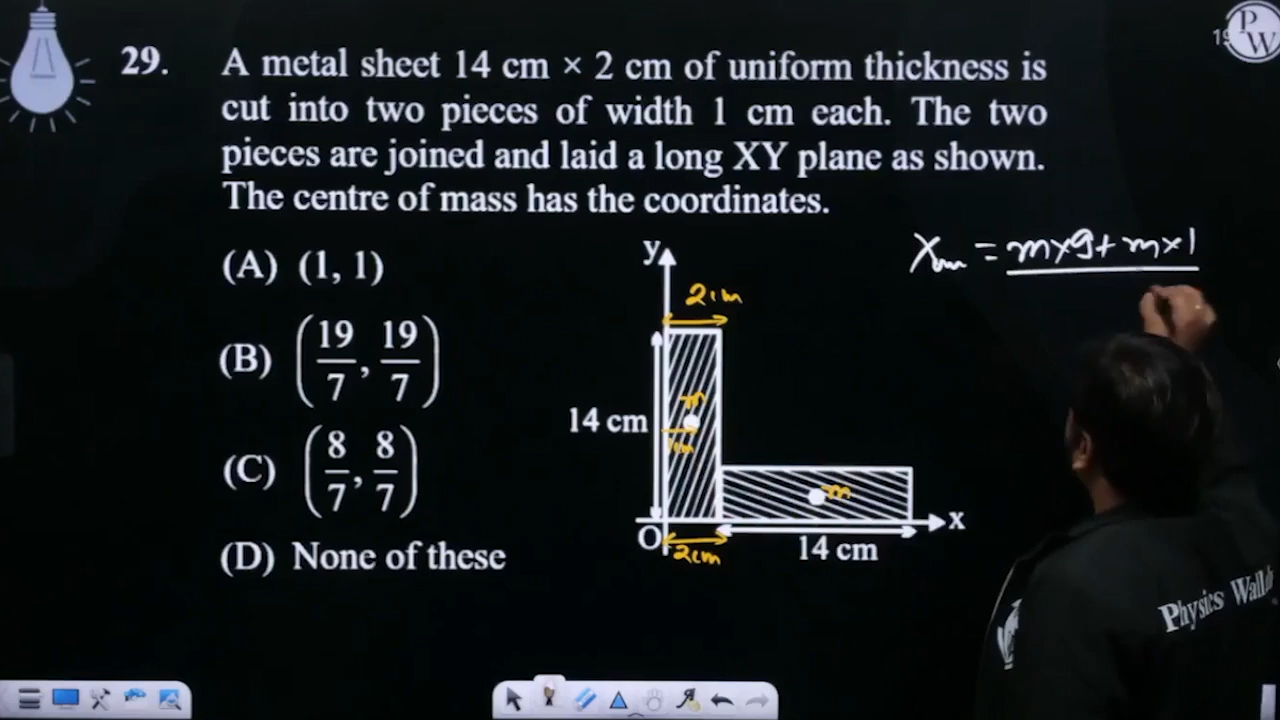 29. A metal sheet 14 cm × 2 cm of uniform thickness is
cut into two pieces of width 1 cm each. The two
pieces are joined and laid a long XY plane as shown.
The centre of mass has the coordinates.
(A) (1, 1)
(B) (19/7, 19/7)
(C) (8/7, 8/7)
(D) None of these
y
2cm
14 cm
m
1cm
m
O
x
2cm
14 cm
Xcm = m×9+m×1
P
W
Physics